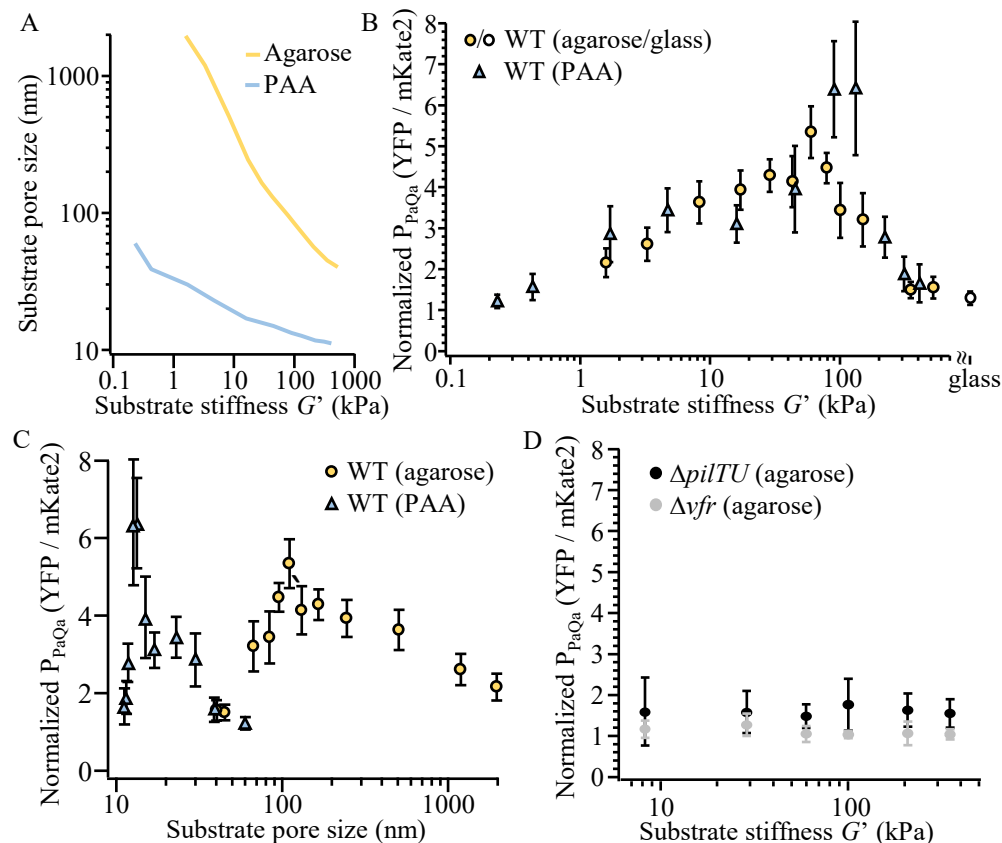 A
Substrate pore size (nm)
1000
100
10
Agarose
PAA
0.1
1
10
100
1000
Substrate stiffness G’ (kPa)
B
Normalized P_PaQa (YFP / mKate2)
8
7
6
5
4
3
2
1
0
/ WT (agarose/glass)
WT (PAA)
0.1
1
10
100
glass
Substrate stiffness G’ (kPa)
C
Normalized P_PaQa (YFP / mKate2)
8
6
4
2
0
WT (agarose)
WT (PAA)
10
100
1000
Substrate pore size (nm)
D
Normalized P_PaQa (YFP / mKate2)
8
7
6
5
4
3
2
1
0
ΔpilTU (agarose)
Δvfr (agarose)
10
100
Substrate stiffness G’ (kPa)